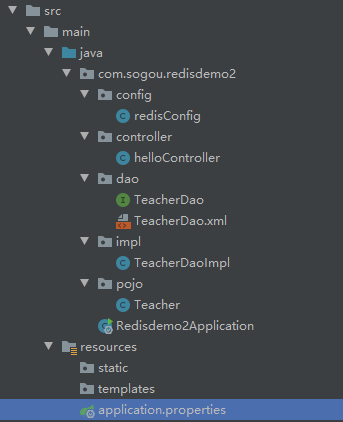 src
main
java
com.sogou.redisdemo2
config
redisConfig
controller
helloController
dao
TeacherDao
TeacherDao.xml
impl
TeacherDaoImpl
pojo
Teacher
Redisdemo2Application
resources
static
templates
application.properties